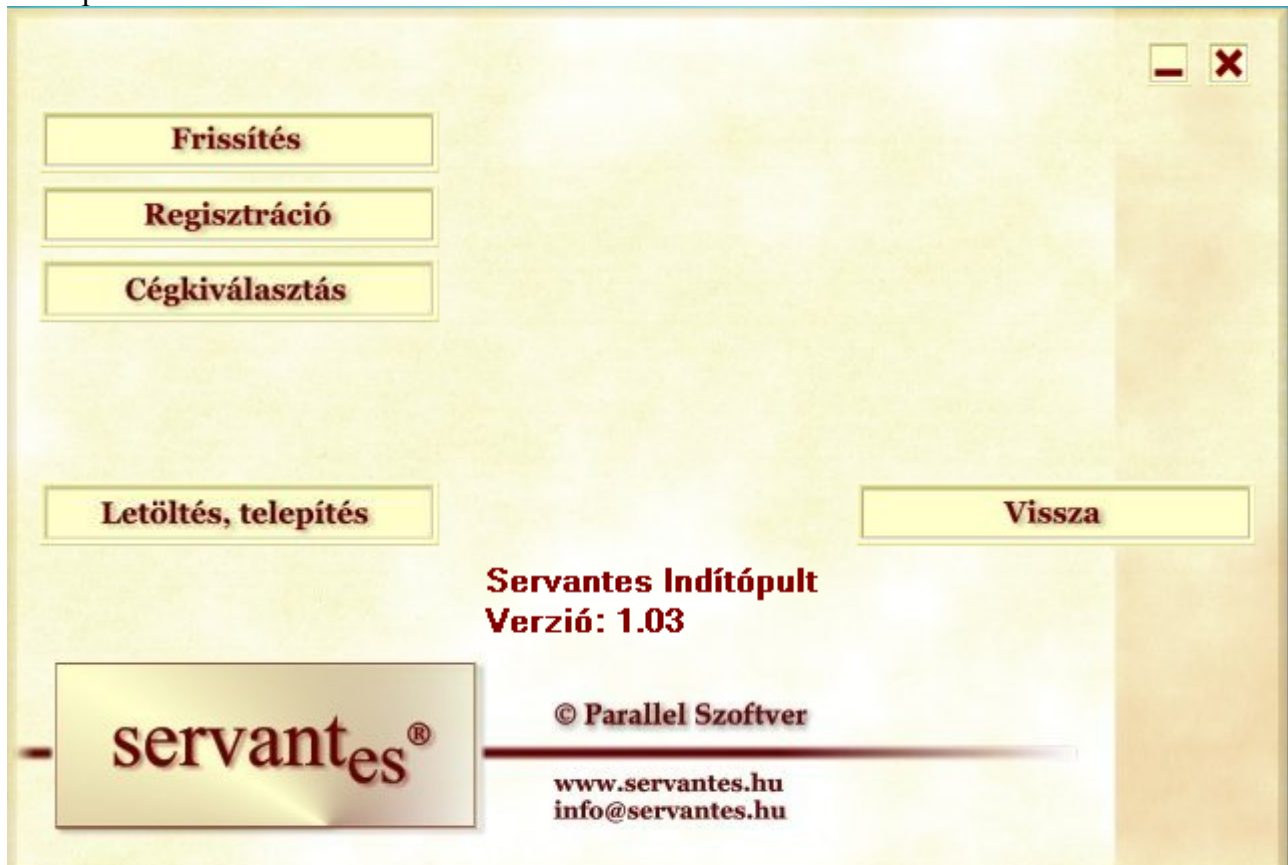 Frissítés
Regisztráció
Cégkiválasztás
Letöltés, telepítés
Vissza
Servantes Indítópult
Verzió: 1.03
servantes®
© Parallel Szoftver
www.servantes.hu
info@servantes.hu